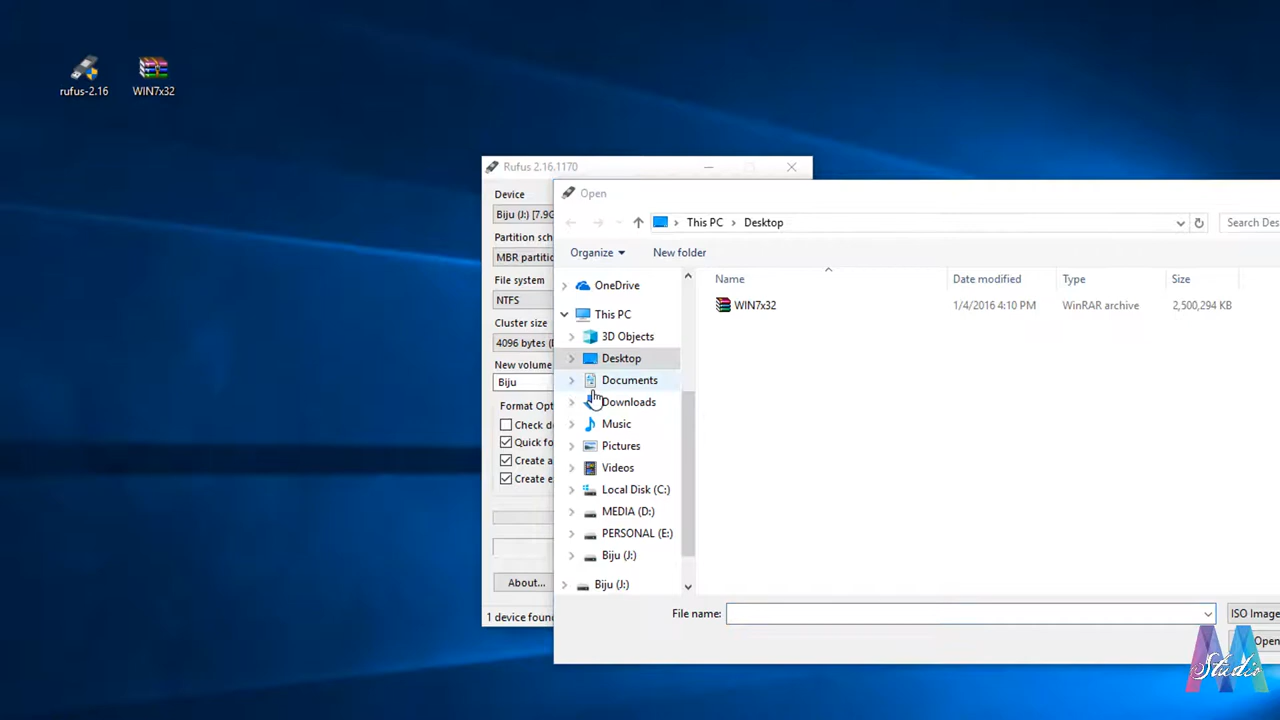 rufus-2.16
WIN7x32
Rufus 2.16.1170
Device
Biju (J:) [7.9G
Partition sch
MBR partitio
File system
NTFS
Cluster size
4096 bytes (D
New volume
Biju
Format Opt
Check de
Quick fo
Create a
Create e
About...
1 device foun
Open
This PC
Desktop
Search Des
Organize
New folder
OneDrive
This PC
3D Objects
Desktop
Documents
Downloads
Music
Pictures
Videos
Local Disk (C:)
MEDIA (D:)
PERSONAL (E:)
Biju (J:)
Biju (J:)
Name Date modified Type Size
WIN7x32 1/4/2016 4:10 PM WinRAR archive 2,500,294 KB
File name:
ISO Image
Open
Studio